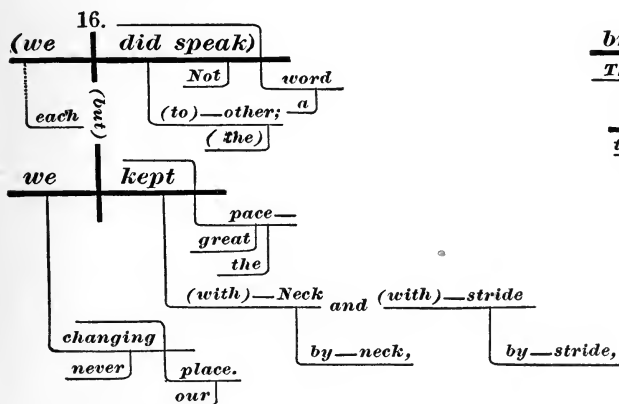 16.
(we did speak)
Not word
(to)—other; a
each (but) (the)
we kept
pace—
great
the
(with)—Neck and (with)—stride
changing by—neck, by—stride,
never place.
our
b
T
t